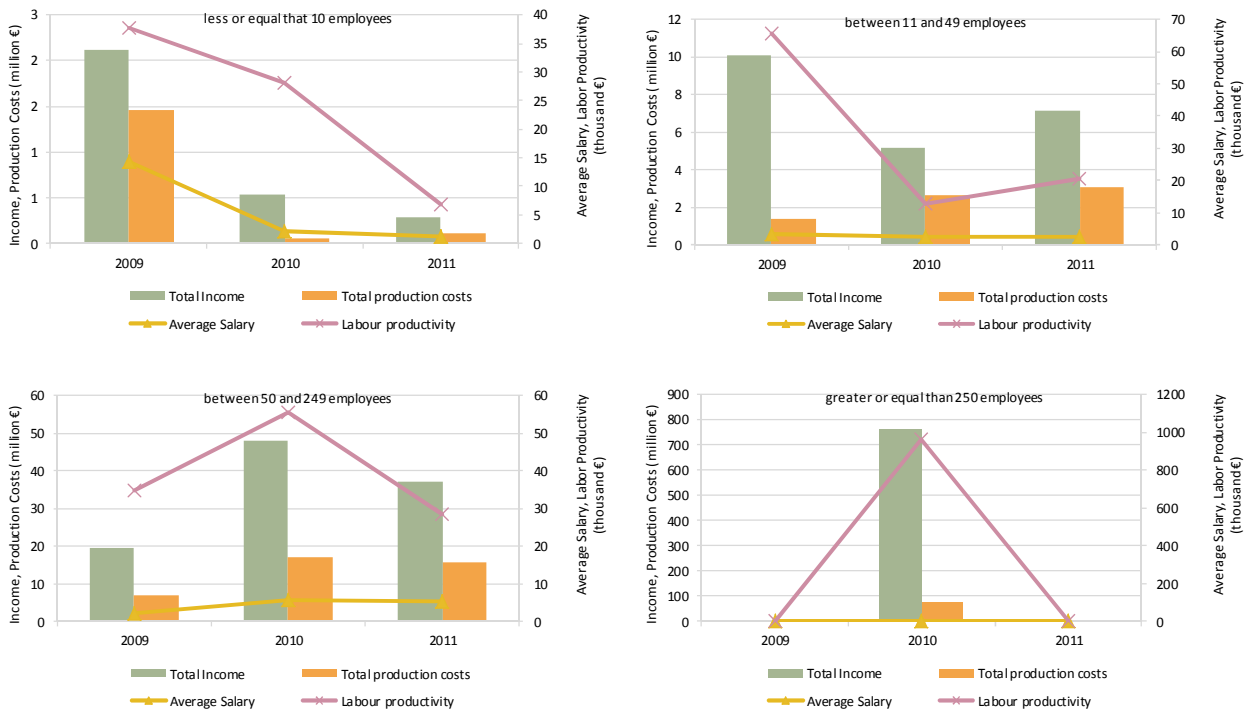 less or equal that 10 employees
Income, Production Costs (million €)
3
2
2
1
1
0
40
35
30
25
20
15
10
5
0
Average Salary, Labor Productivity
(thousand €)
2009 2010 2011
Total Income Total production costs
Average Salary Labour productivity
between 11 and 49 employees
Income, Production Costs (million €)
12
10
8
6
4
2
0
70
60
50
40
30
20
10
0
Average Salary, Labor Productivity
(thousand €)
2009 2010 2011
Total Income Total production costs
Average Salary Labour productivity
between 50 and 249 employees
Income, Production Costs (million €)
60
50
40
30
20
10
0
60
50
40
30
20
10
0
Average Salary, Labor Productivity
(thousand €)
2009 2010 2011
Total Income Total production costs
Average Salary Labour productivity
greater or equal than 250 employees
Income, Production Costs (million €)
900
800
700
600
500
400
300
200
100
0
1200
1000
800
600
400
200
0
Average Salary, Labor Productivity
(thousand €)
2009 2010 2011
Total Income Total production costs
Average Salary Labour productivity